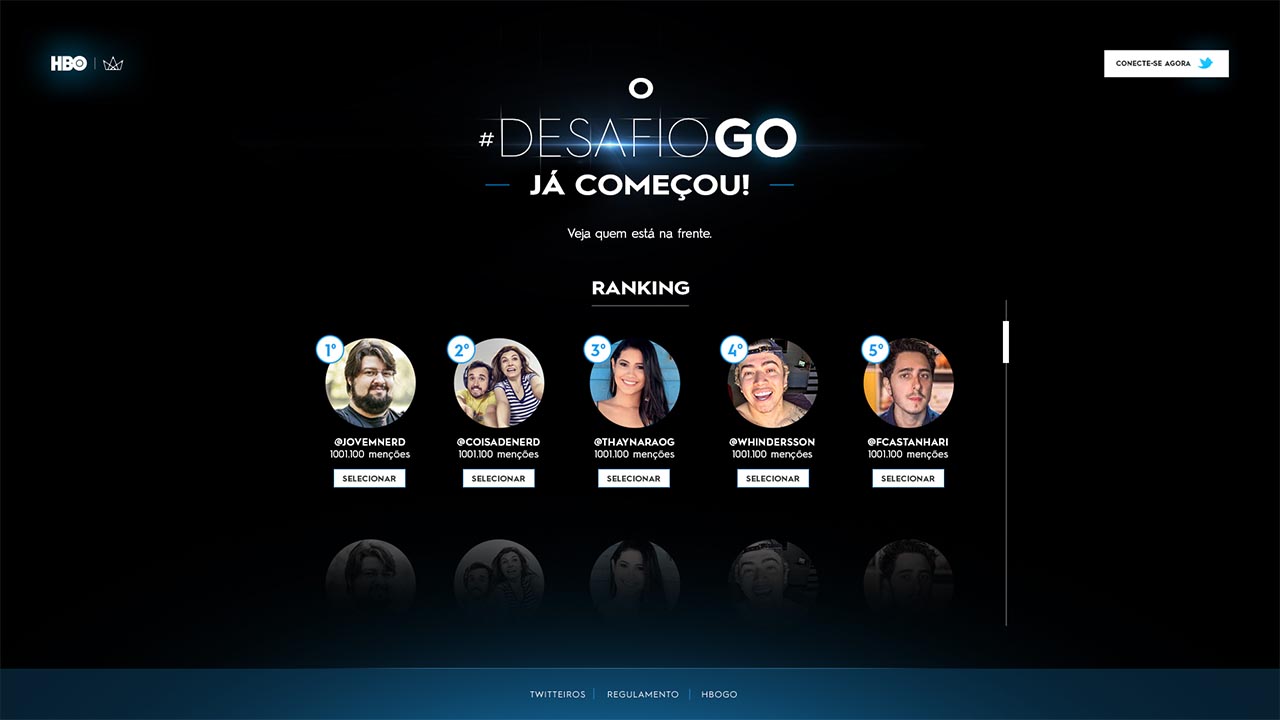 HBO
CONECTE-SE AGORA
O
#DESAFIOGO
JÁ COMEÇOU!
Veja quem está na frente.
RANKING
1º 2º 3º 4º 5º
@JOVEMNERD @COISADENERD @THAYNARAOG @WHINDERSSON @FCASTANHARI
1001.100 menções 1001.100 menções 1001.100 menções 1001.100 menções 1001.100 menções
SELECIONAR SELECIONAR SELECIONAR SELECIONAR SELECIONAR
TWITTEIROS | REGULAMENTO | HBOGO